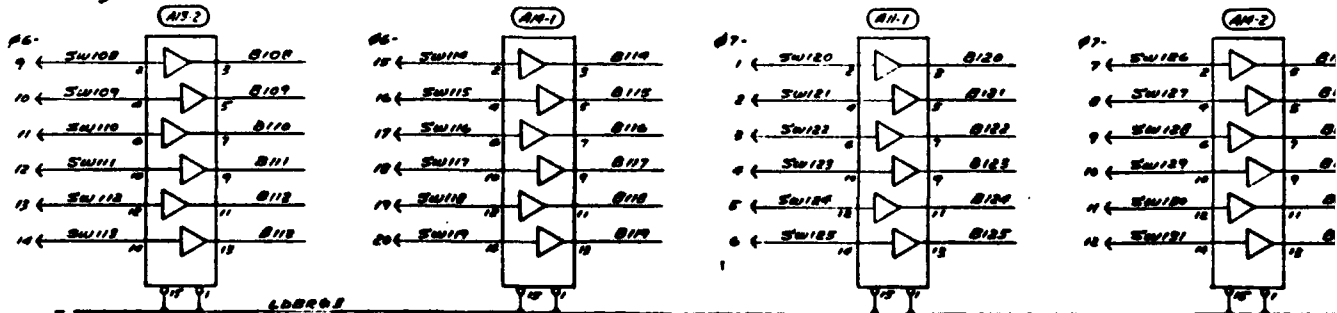 A13-2 A14-1 A11-1 A14-2
Ø6- Ø6- Ø7- Ø7-
9 SW108 2 3 B108 15 SW114 2 3 B114 1 SW120 2 3 B120 7 SW126 2 3
10 SW109 4 5 B109 16 SW115 4 5 B115 2 SW121 4 5 B121 8 SW127 4 5
11 SW110 6 7 B110 17 SW116 6 7 B116 3 SW122 6 7 B122 9 SW128 6 7
12 SW111 10 9 B111 18 SW117 10 9 B117 4 SW123 10 9 B123 10 SW129 10 9
13 SW112 12 11 B112 19 SW118 12 11 B118 5 SW124 12 11 B124 11 SW130 12 11
14 SW113 14 13 B113 20 SW119 14 13 B119 6 SW125 14 13 B125 12 SW131 14 13
15 1 15 1 15 1 15 1
LDBRG3